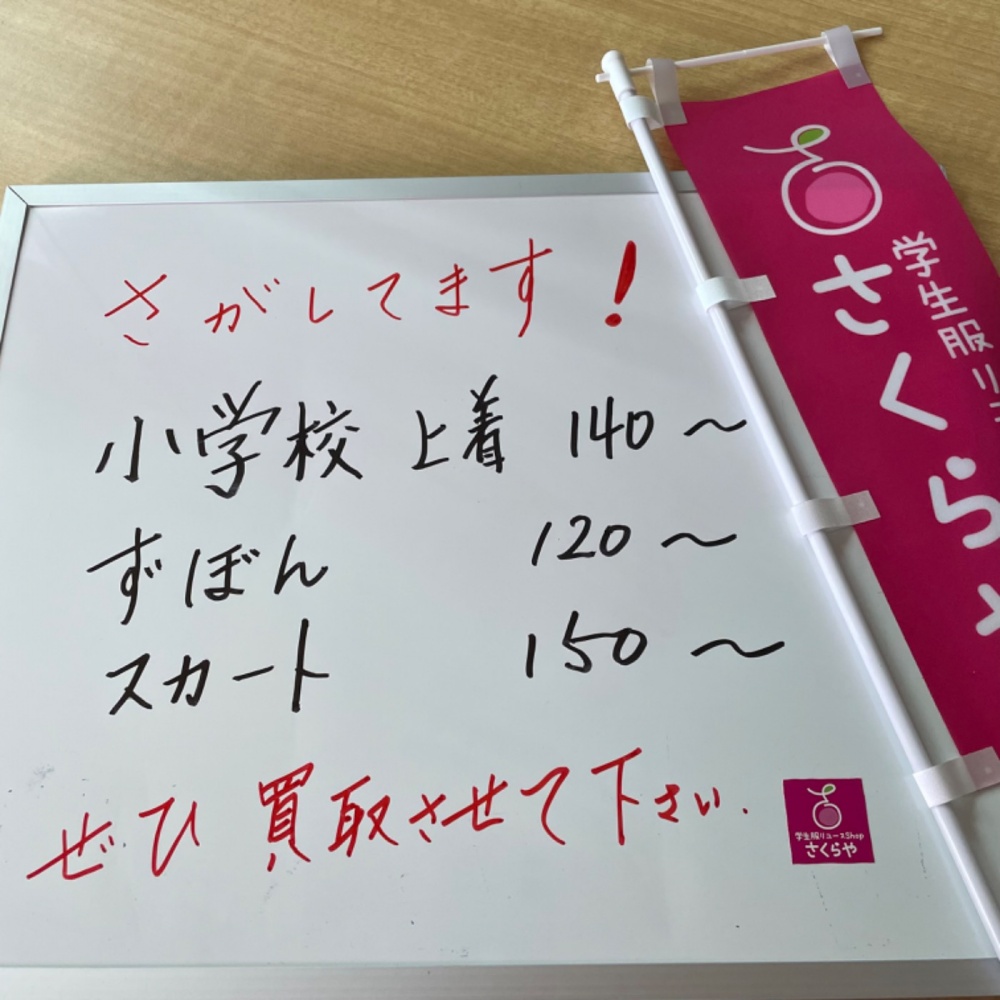 さがしてます!
小学校 上着 140〜
ずぼん 120〜
スカート 150〜
ぜひ買取させて下さい.
学生服リユースShop
さくらや
学生服リ
さくら